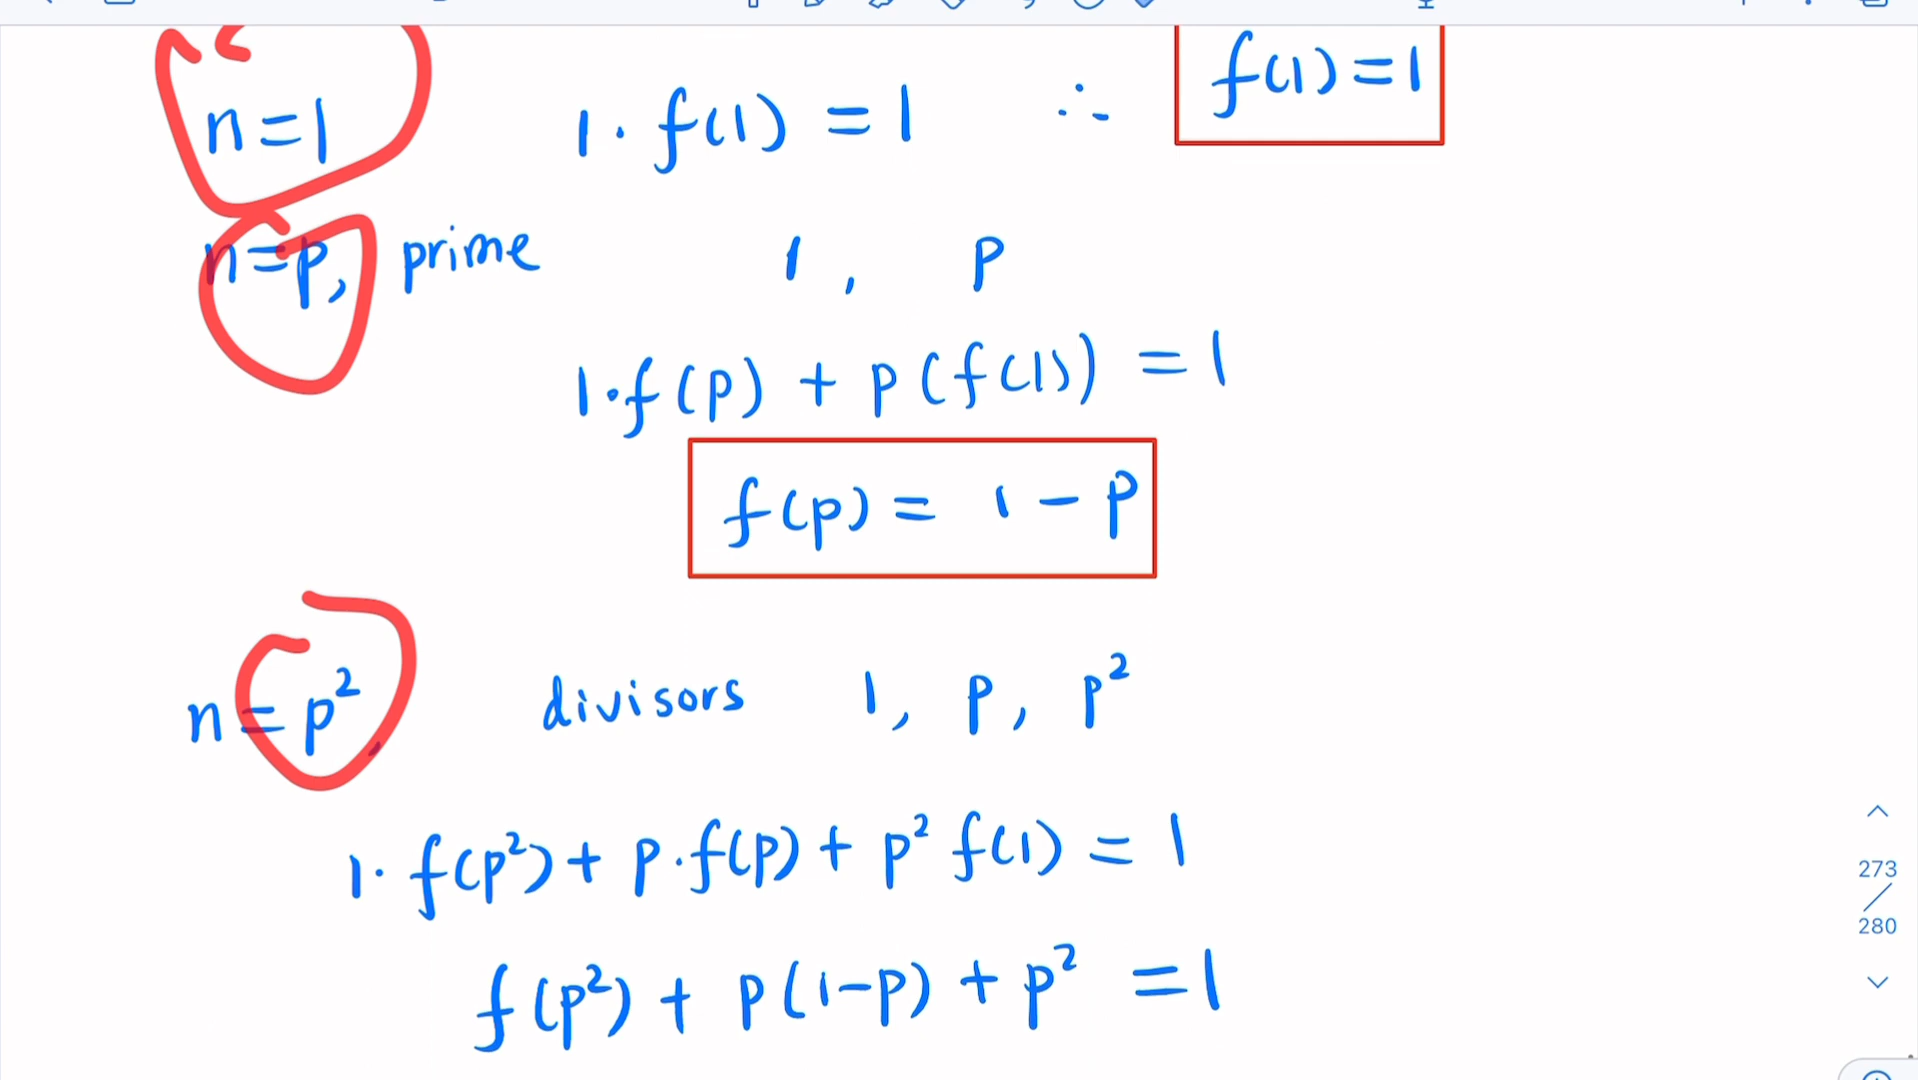 f(1)=1
n=1 1·f(1)=1 ∴
n=p, prime 1, p
1·f(p)+p(f(1))=1
f(p)=1-p
n=p² divisors 1, p, p²
1·f(p²)+p·f(p)+p² f(1)=1
273
/
280
f(p²)+p(1-p)+p²=1